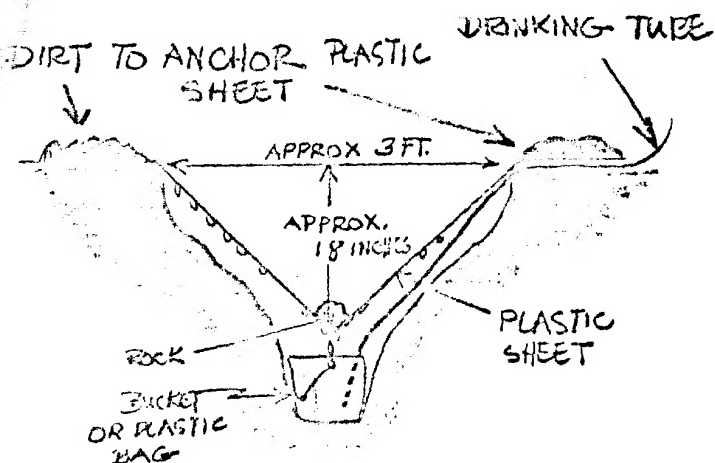 DRINKING TUBE
DIRT TO ANCHOR PLASTIC
SHEET
APPROX 3 FT.
APPROX.
18 INCHES
PLASTIC
SHEET
ROCK
BUCKET
OR PLASTIC
BAG